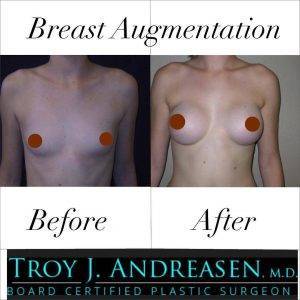 Breast Augmentation
Before
After
TROY J. ANDREASEN, M.D.
BOARD CERTIFIED PLASTIC SURGEON